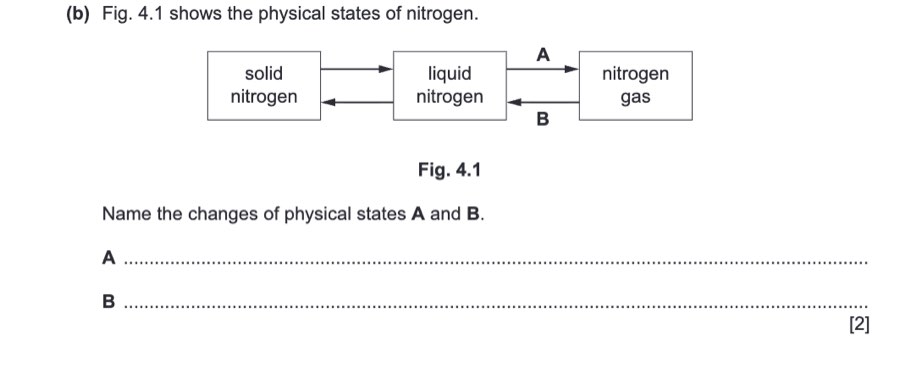 (b) Fig. 4.1 shows the physical states of nitrogen.
A
solid liquid nitrogen
nitrogen nitrogen gas
B
Fig. 4.1
Name the changes of physical states A and B.
A ................................................................
B ................................................................
[2]